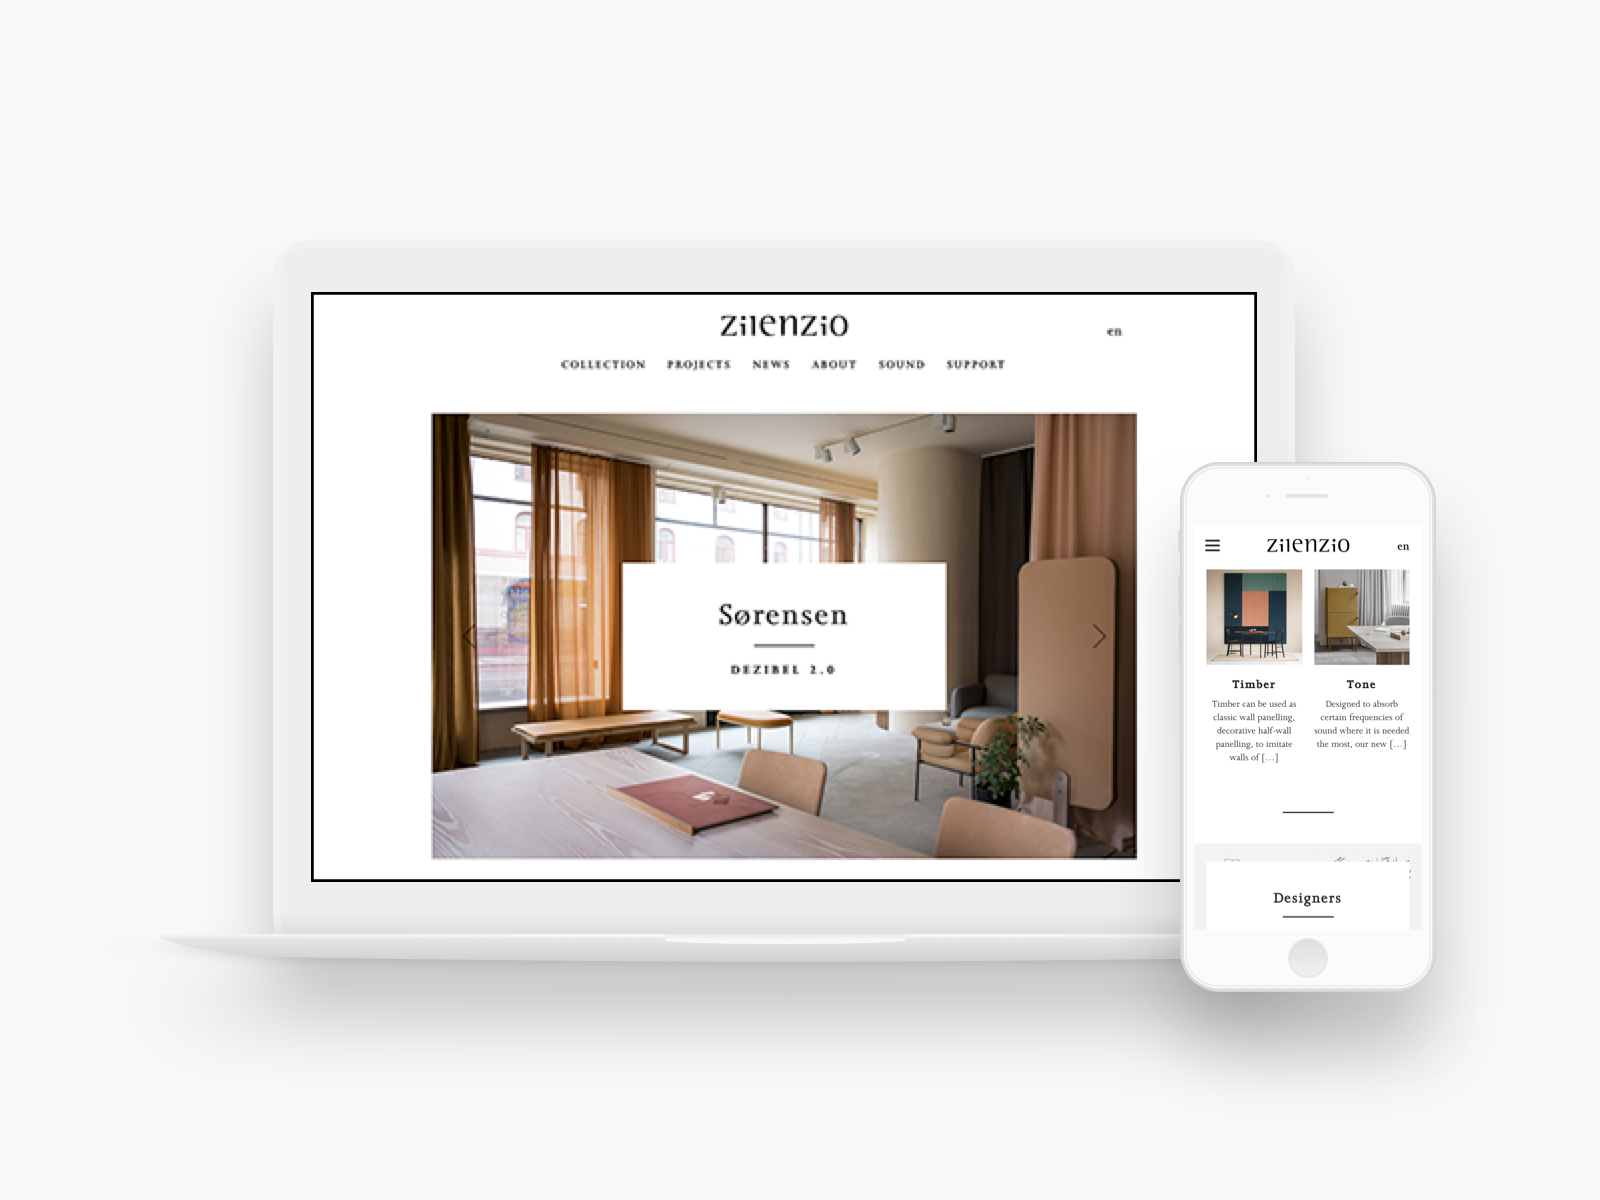 zilenzio
en
COLLECTION PROJECTS NEWS ABOUT SOUND SUPPORT
Sørensen
DEZIBEL 2.0
zilenzio
en
Timber
Timber can be used as
classic wall panelling,
decorative half-wall
panelling, to imitate
walls of [...]
Tone
Designed to absorb
certain frequencies of
sound where it is needed
the most, our new [...]
Designers